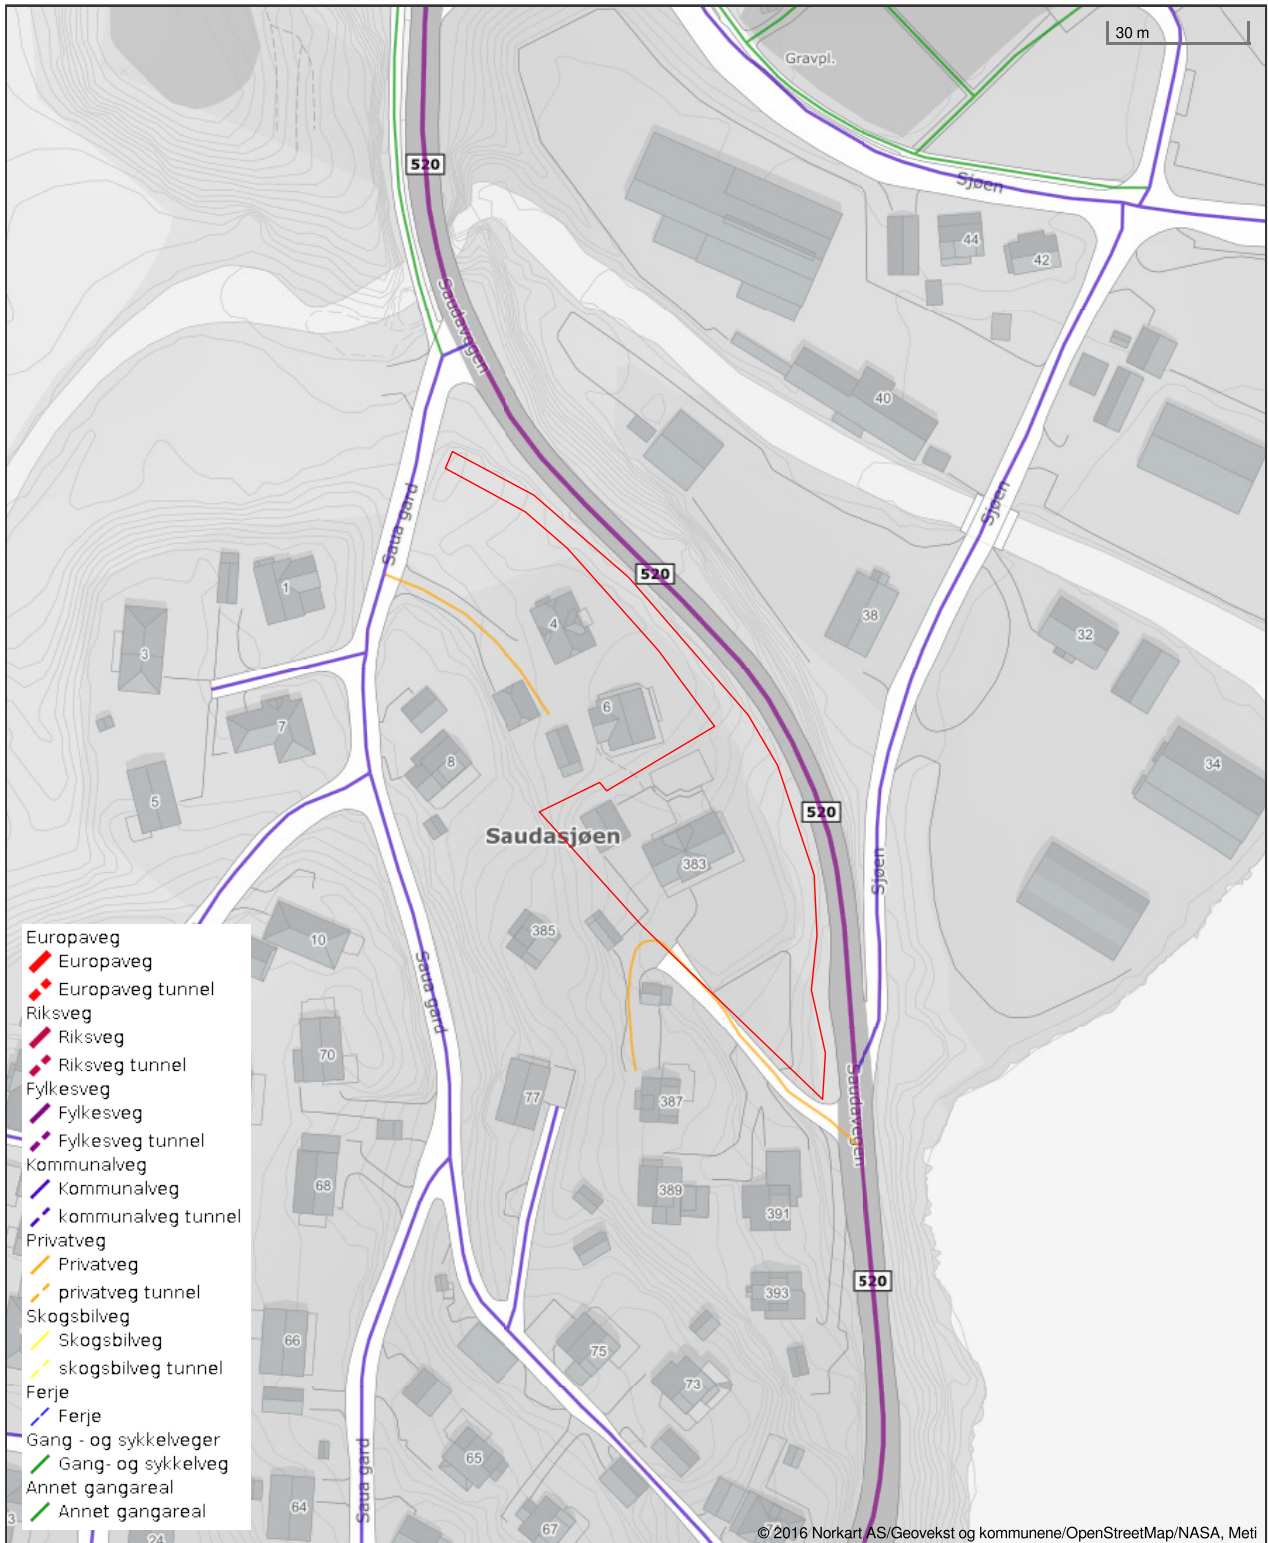 30 m
Gravpl.
520
Sjøen
44
42
Saudavegen
40
Sjøen
Saua gard
520
1
4
38
32
3
6
7
8
34
5
520
Saudasjøen
383
Sjøen
385
10
Saua gard
70
77
387
Saudavegen
68
389
391
520
393
66
75
73
65
Saua gard
64
67
24
Europaveg
Europaveg
Europaveg tunnel
Riksveg
Riksveg
Riksveg tunnel
Fylkesveg
Fylkesveg
Fylkesveg tunnel
Kommunalveg
Kommunalveg
kommunalveg tunnel
Privatveg
Privatveg
privatveg tunnel
Skogsbilveg
Skogsbilveg
skogsbilveg tunnel
Ferje
Ferje
Gang - og sykkelveger
Gang- og sykkelveg
Annet gangareal
Annet gangareal
© 2016 Norkart AS/Geovekst og kommunene/OpenStreetMap/NASA, Meti